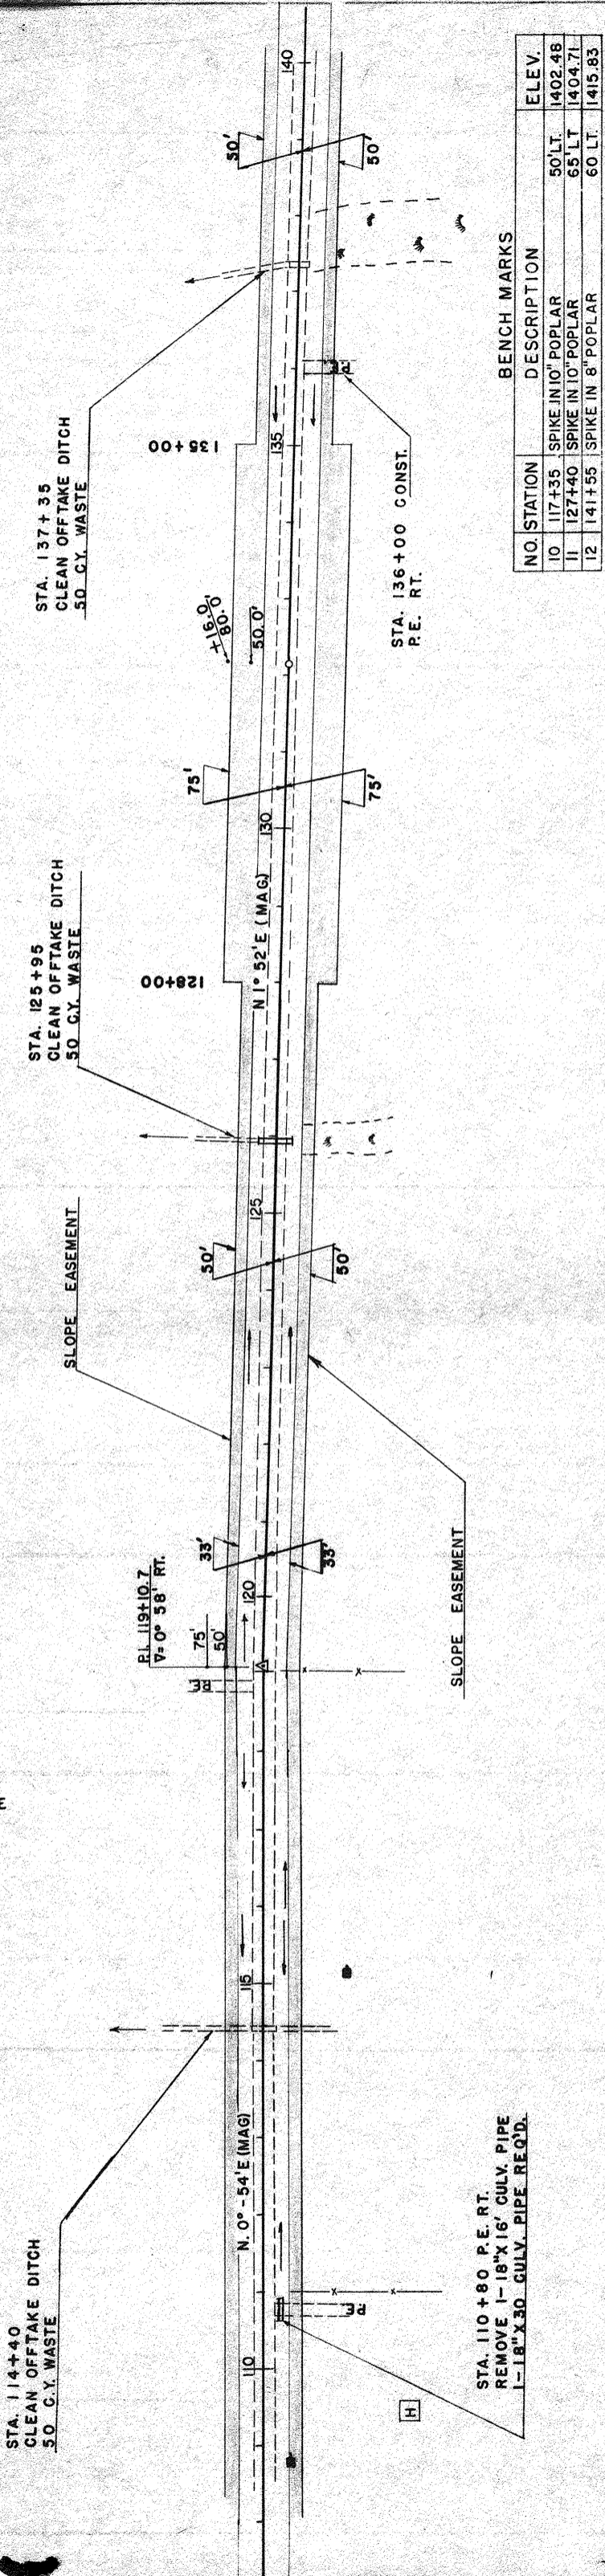 STA. 114+40
CLEAN OFFTAKE DITCH
50 C.Y. WASTE
110
N. 0° - 54' E (MAG)
115
P.E.
H
STA. 110+80 P.E. RT.
REMOVE 1-18"X 16' CULV. PIPE
1-18"X 30 CULV. PIPE REQ'D.
P.E.
P.I. 119+10.7
∇= 0° 58' RT.
75'
50'
120
33'
33'
SLOPE EASEMENT
SLOPE EASEMENT
50'
50'
125
STA. 125+95
CLEAN OFFTAKE DITCH
50 C.Y. WASTE
128+00
N 1° 52' E (MAG)
130
75'
75'
+16.0
80.0'
50.0'
135+00
135
STA. 136+00 CONST.
P.E. RT.
P.E.
STA. 137+35
CLEAN OFFTAKE DITCH
50 C.Y. WASTE
50'
50'
140
BENCH MARKS
NO. STATION DESCRIPTION ELEV.
10 117+35 SPIKE IN 10" POPLAR 50' LT. 1402.48
11 127+40 SPIKE IN 10" POPLAR 65' LT 1404.71
12 141+55 SPIKE IN 8" POPLAR 60 LT. 1415.83